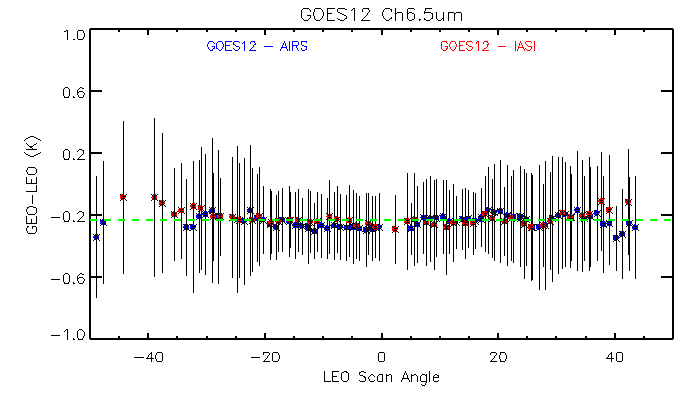 GOES12 Ch6.5um
GOES12 - AIRS
GOES12 - IASI
1.0
0.6
0.2
-0.2
-0.6
-1.0
GEO-LEO (K)
-40
-20
0
20
40
LEO Scan Angle